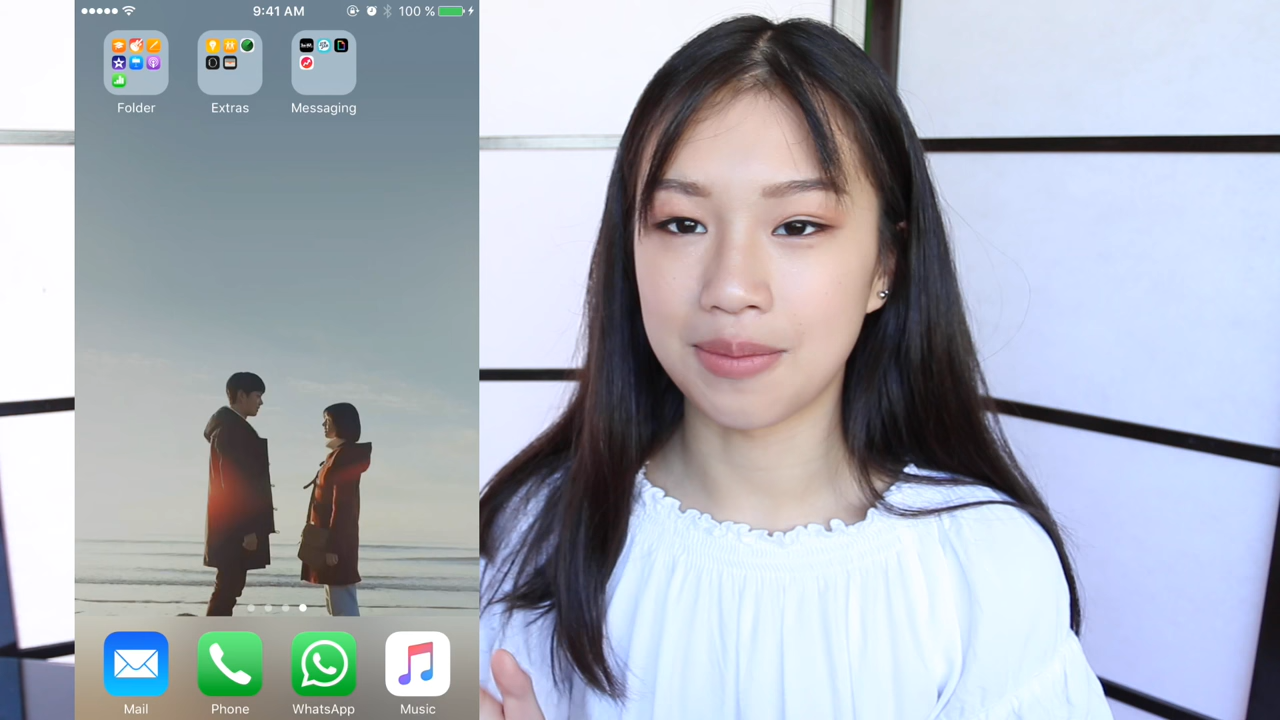 9:41 AM
100 %
Folder
Extras
Messaging
Mail
Phone
WhatsApp
Music